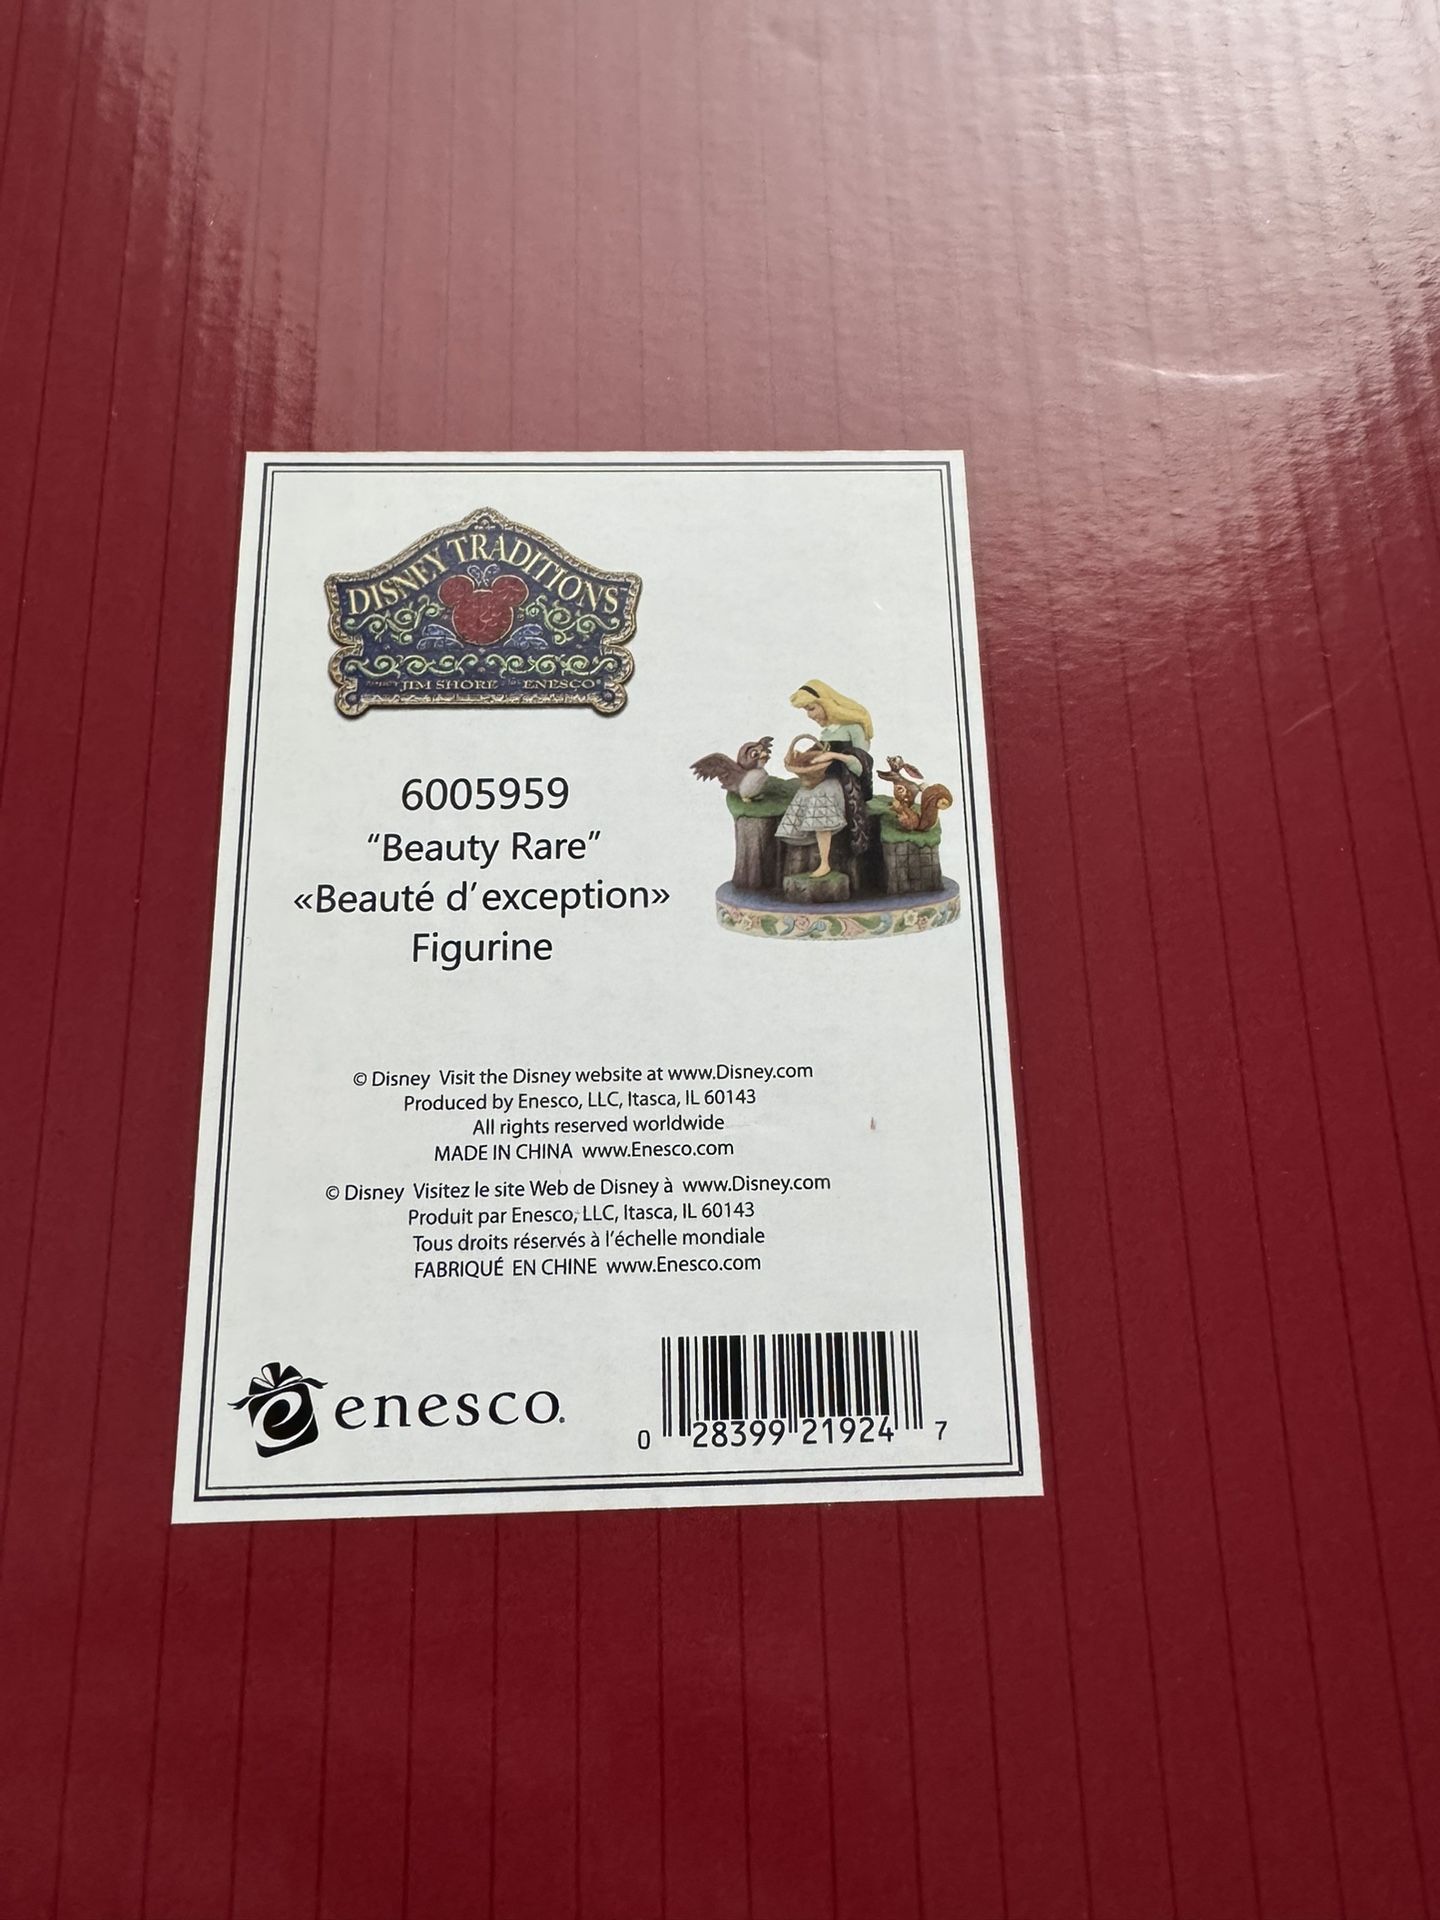 DISNEY TRADITIONS
JIM SHORE ENESCO
6005959
"Beauty Rare"
«Beauté d'exception»
Figurine
© Disney Visit the Disney website at www.Disney.com
Produced by Enesco, LLC, Itasca, IL 60143
All rights reserved worldwide
MADE IN CHINA www.Enesco.com
© Disney Visitez le site Web de Disney à www.Disney.com
Produit par Enesco, LLC, Itasca, IL 60143
Tous droits réservés à l'échelle mondiale
FABRIQUÉ EN CHINE www.Enesco.com
enesco.
0 28399 21924 7